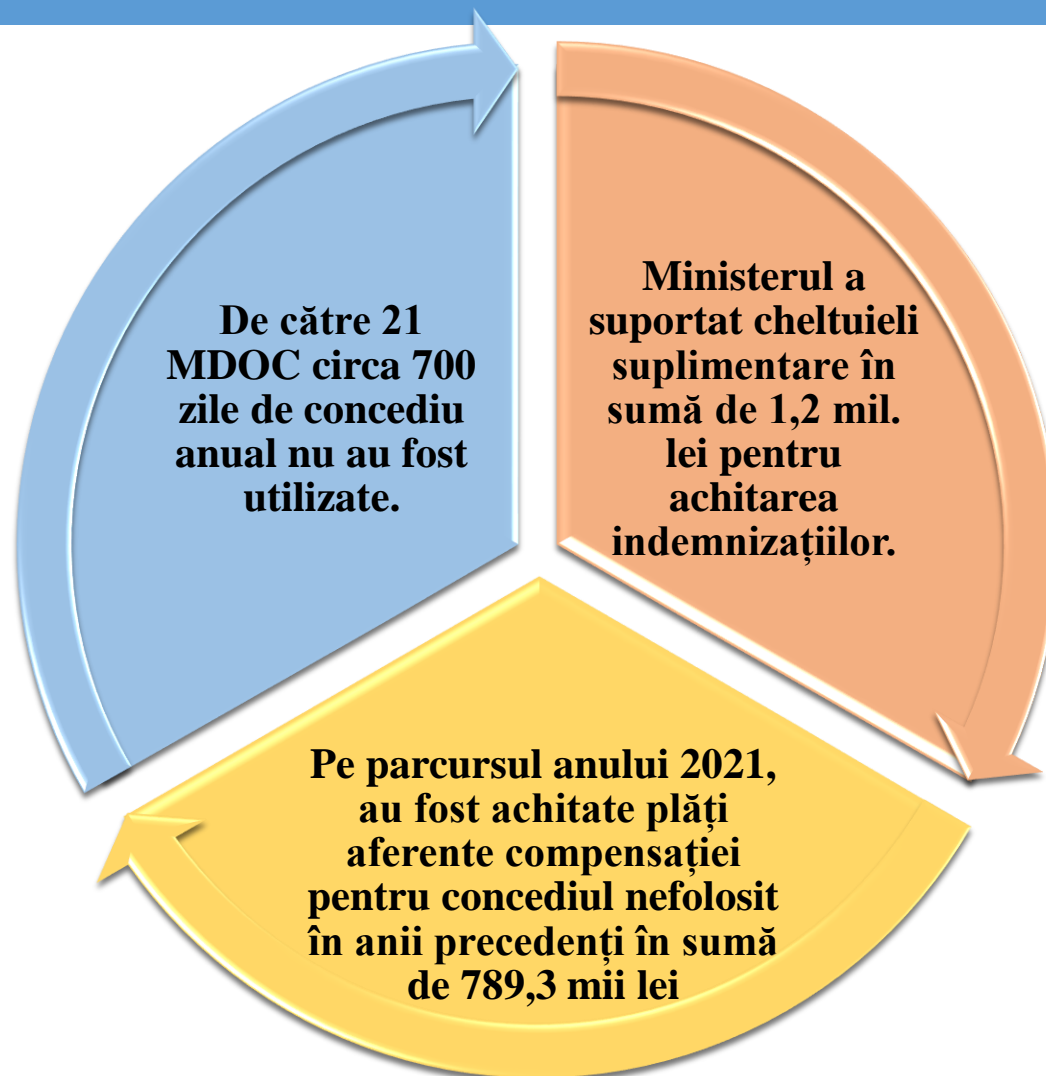 De către 21
MDOC circa 700
zile de concediu
anual nu au fost
utilizate.
Ministerul a
suportat cheltuieli
suplimentare în
sumă de 1,2 mil.
lei pentru
achitarea
indemnizațiilor.
Pe parcursul anului 2021,
au fost achitate plăți
aferente compensației
pentru concediul nefolosit
în anii precedenți în sumă
de 789,3 mii lei